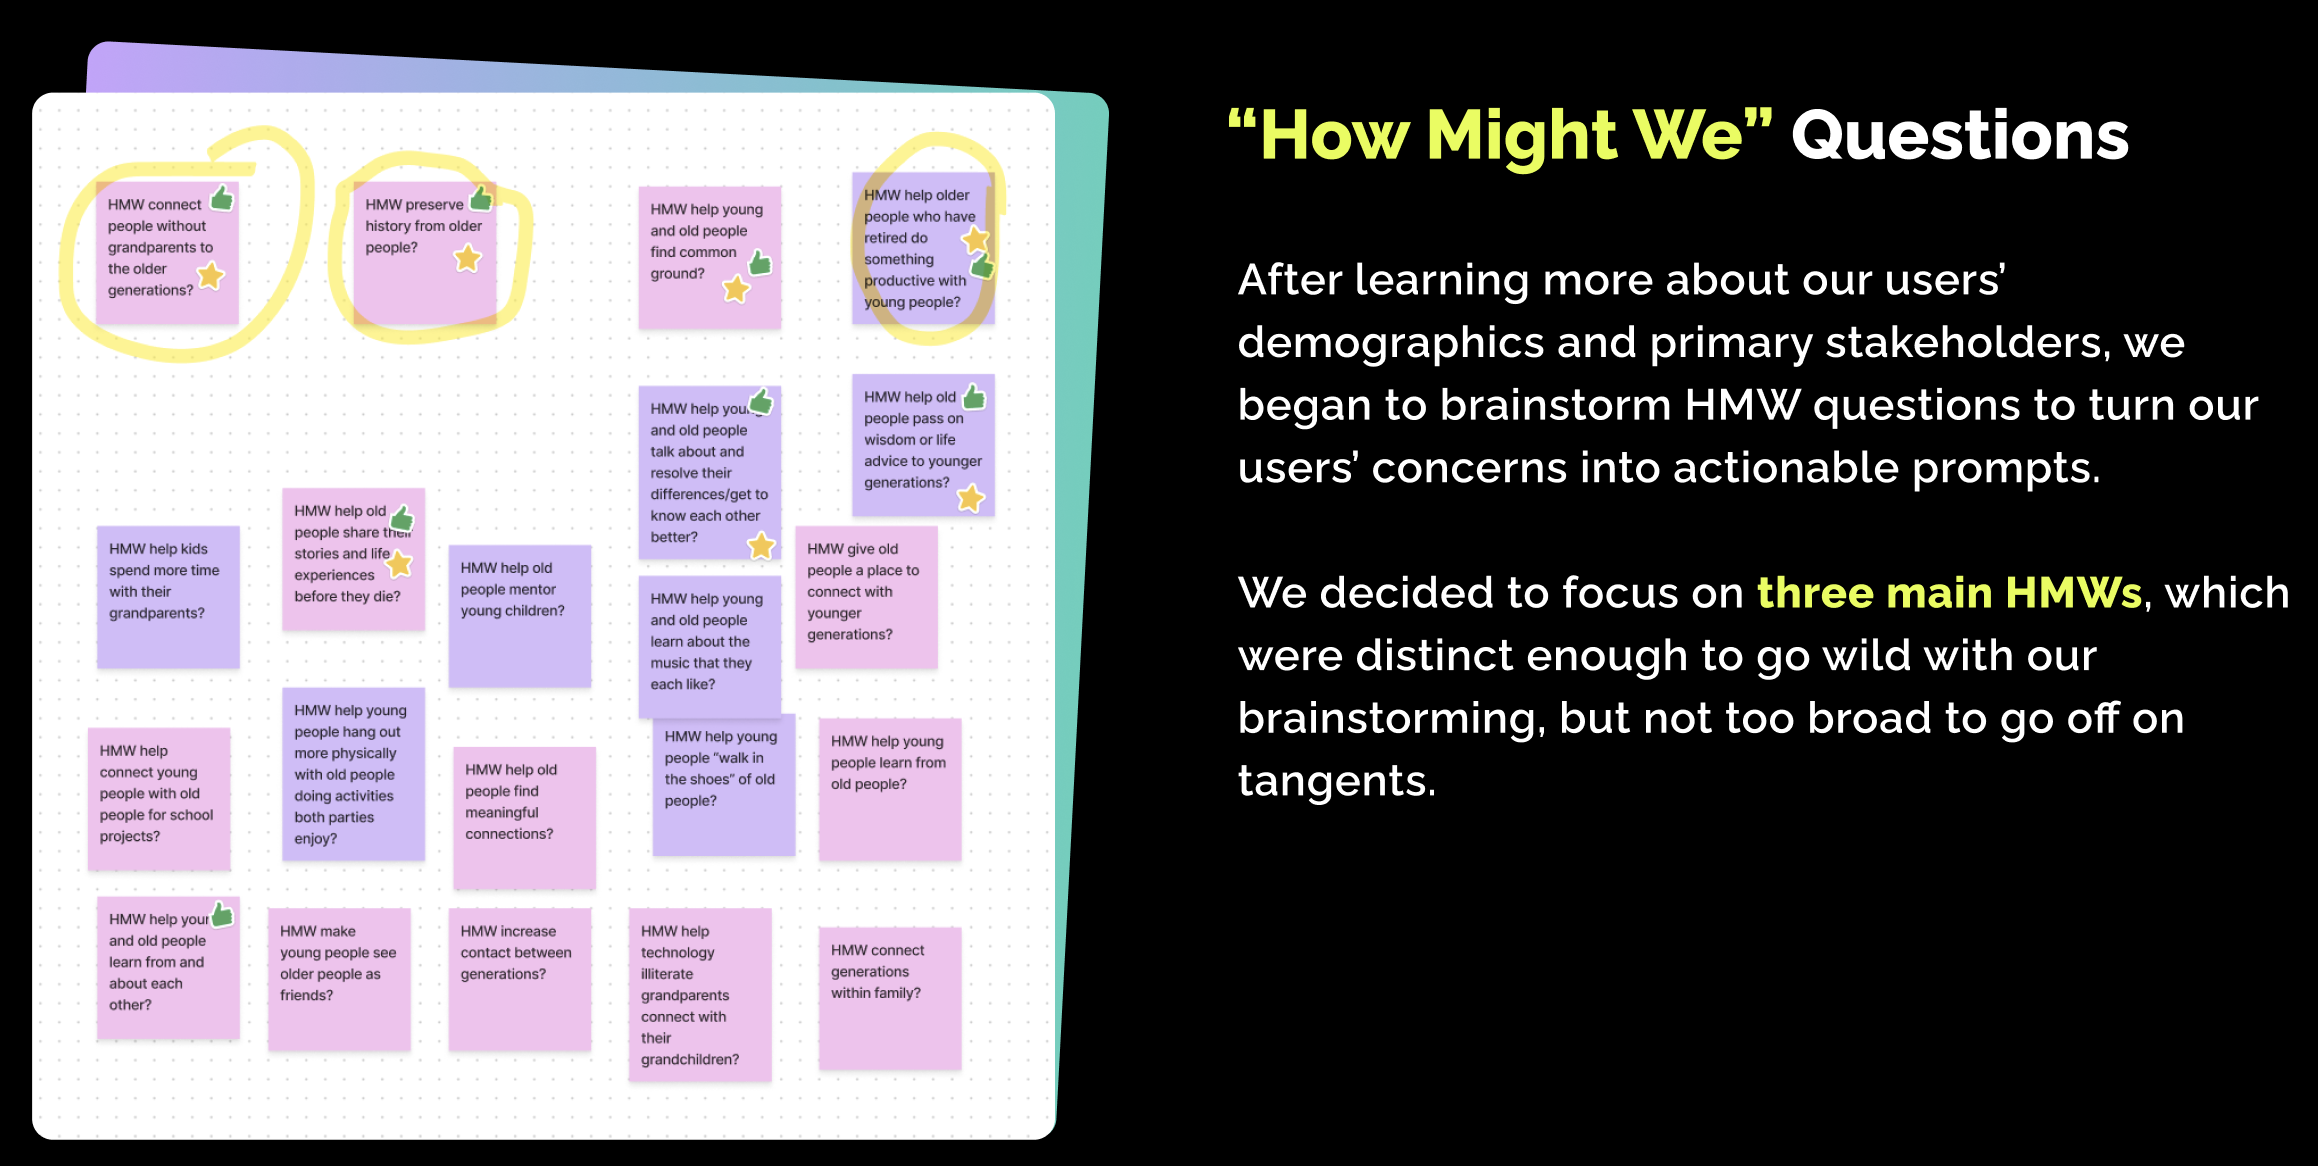 HMW connect
people without
grandparents to
the older
generations?
HMW preserve
history from older
people?
HMW help young
and old people
find common
ground?
HMW help older
people who have
retired do
something
productive with
young people?
HMW help young
and old people
talk about and
resolve their
differences/get to
know each other
better?
HMW help old
people pass on
wisdom or life
advice to younger
generations?
HMW help kids
spend more time
with their
grandparents?
HMW help old
people share their
stories and life
experiences
before they die?
HMW help old
people mentor
young children?
HMW help young
and old people
learn about the
music that they
each like?
HMW give old
people a place to
connect with
younger
generations?
HMW help
connect young
people with old
people for school
projects?
HMW help young
people hang out
more physically
with old people
doing activities
both parties
enjoy?
HMW help old
people find
meaningful
connections?
HMW help young
people “walk in
the shoes” of old
people?
HMW help young
people learn from
old people?
HMW help young
and old people
learn from and
about each
other?
HMW make
young people see
older people as
friends?
HMW increase
contact between
generations?
HMW help
technology
illiterate
grandparents
connect with
their
grandchildren?
HMW connect
generations
within family?
“How Might We” Questions
After learning more about our users’
demographics and primary stakeholders, we
began to brainstorm HMW questions to turn our
users’ concerns into actionable prompts.
We decided to focus on three main HMWs, which
were distinct enough to go wild with our
brainstorming, but not too broad to go off on
tangents.